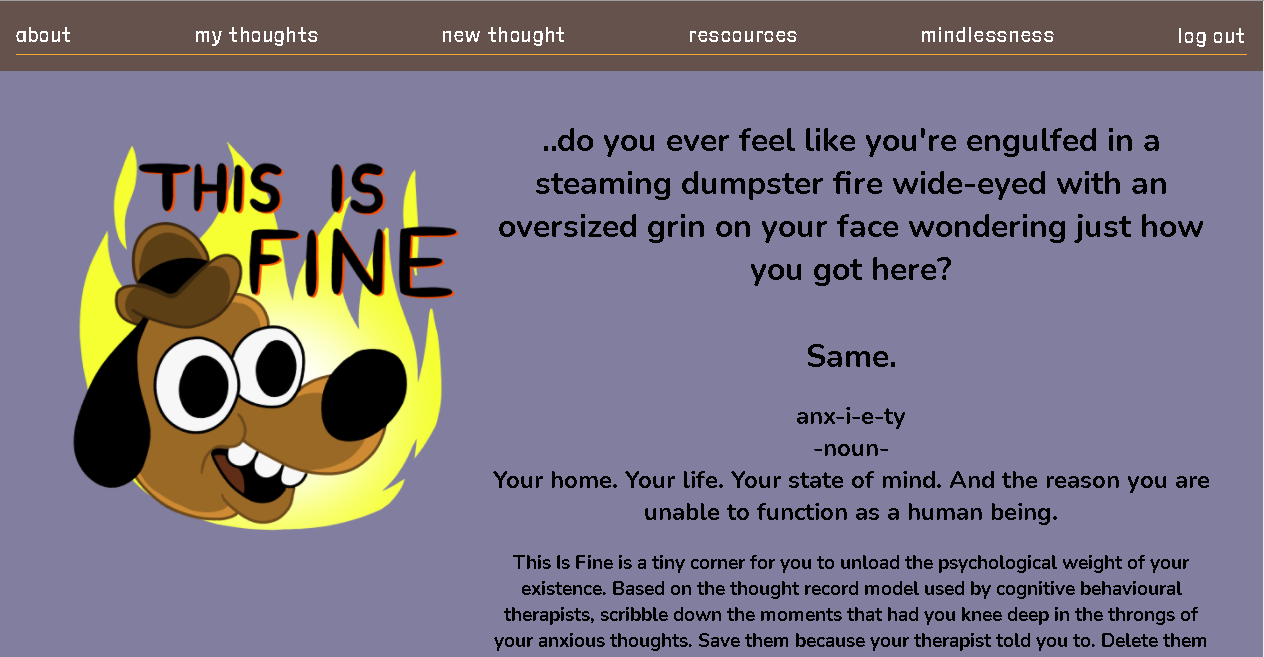 about my thoughts new thought rescources mindlessness log out
THIS IS
FINE
..do you ever feel like you're engulfed in a
steaming dumpster fire wide-eyed with an
oversized grin on your face wondering just how
you got here?
Same.
anx-i-e-ty
-noun-
Your home. Your life. Your state of mind. And the reason you are
unable to function as a human being.
This Is Fine is a tiny corner for you to unload the psychological weight of your
existence. Based on the thought record model used by cognitive behavioural
therapists, scribble down the moments that had you knee deep in the throngs of
your anxious thoughts. Save them because your therapist told you to. Delete them